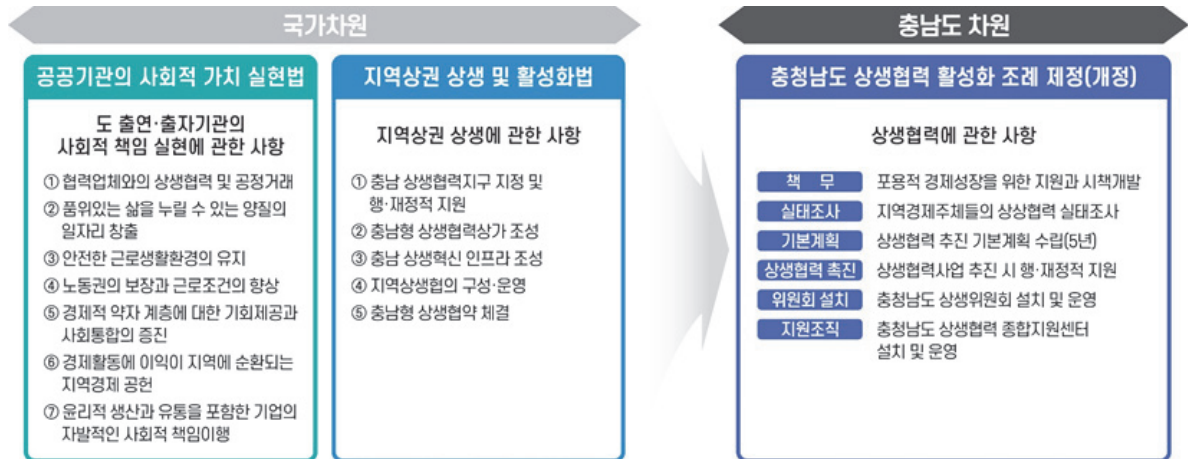 국가차원
공공기관의 사회적 가치 실현법
도 출연·출자기관의
사회적 책임 실현에 관한 사항
① 협력업체와의 상생협력 및 공정거래
② 품위있는 삶을 누릴 수 있는 양질의
일자리 창출
③ 안전한 근로생활환경의 유지
④ 노동권의 보장과 근로조건의 향상
⑤ 경제적 약자 계층에 대한 기회제공과
사회통합의 증진
⑥ 경제활동에 이익이 지역에 순환되는
지역경제 공헌
⑦ 윤리적 생산과 유통을 포함한 기업의
자발적인 사회적 책임이행
지역상권 상생 및 활성화법
지역상권 상생에 관한 사항
① 충남 상생협력지구 지정 및
행·재정적 지원
② 충남형 상생협력상가 조성
③ 충남 상생혁신 인프라 조성
④ 지역상생협의 구성·운영
⑤ 충남형 상생협약 체결
충남도 차원
충청남도 상생협력 활성화 조례 제정(개정)
상생협력에 관한 사항
책 무 포용적 경제성장을 위한 지원과 시책개발
실태조사 지역경제주체들의 상상협력 실태조사
기본계획 상생협력 추진 기본계획 수립(5년)
상생협력 촉진 상생협력사업 추진 시 행·재정적 지원
위원회 설치 충청남도 상생위원회 설치 및 운영
지원조직 충청남도 상생협력 종합지원센터
설치 및 운영